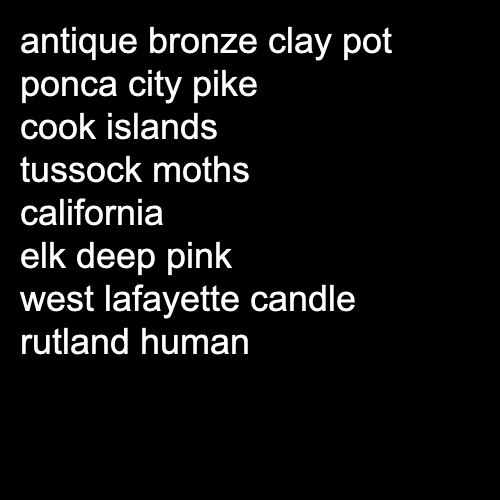 antique bronze clay pot
ponca city pike
cook islands
tussock moths
california
elk deep pink
west lafayette candle
rutland human